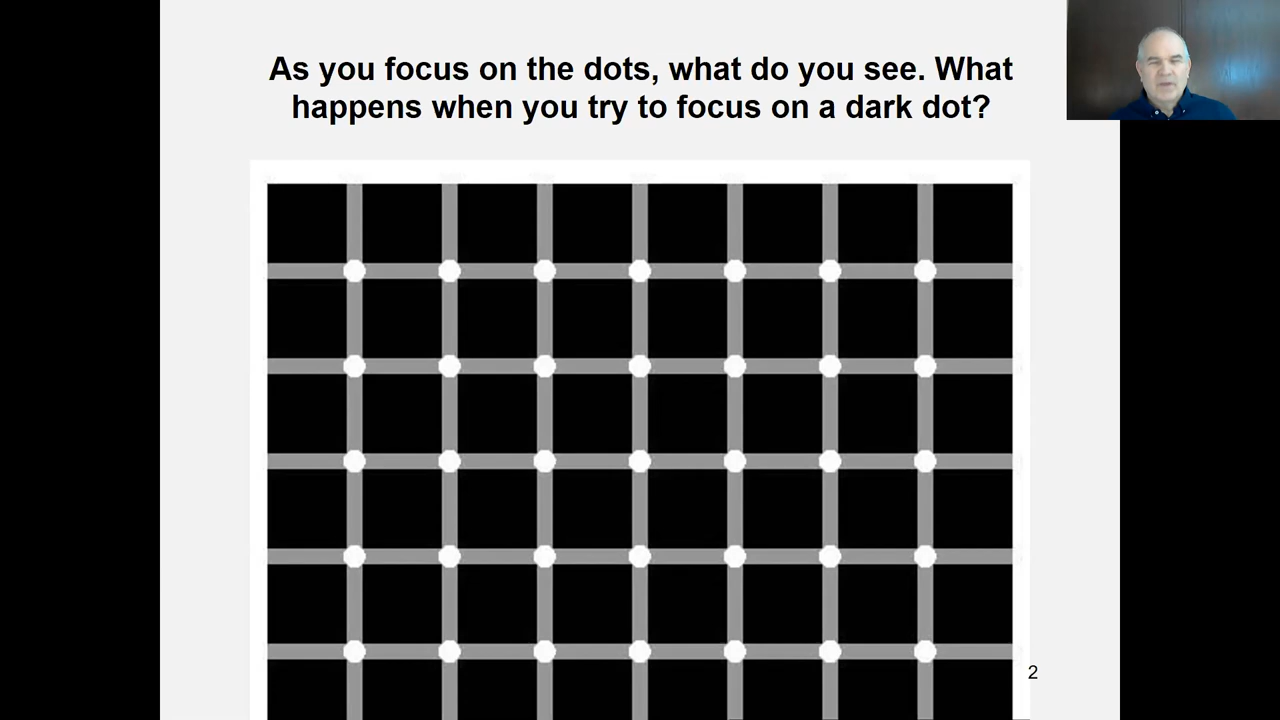 As you focus on the dots, what do you see. What
happens when you try to focus on a dark dot?
2